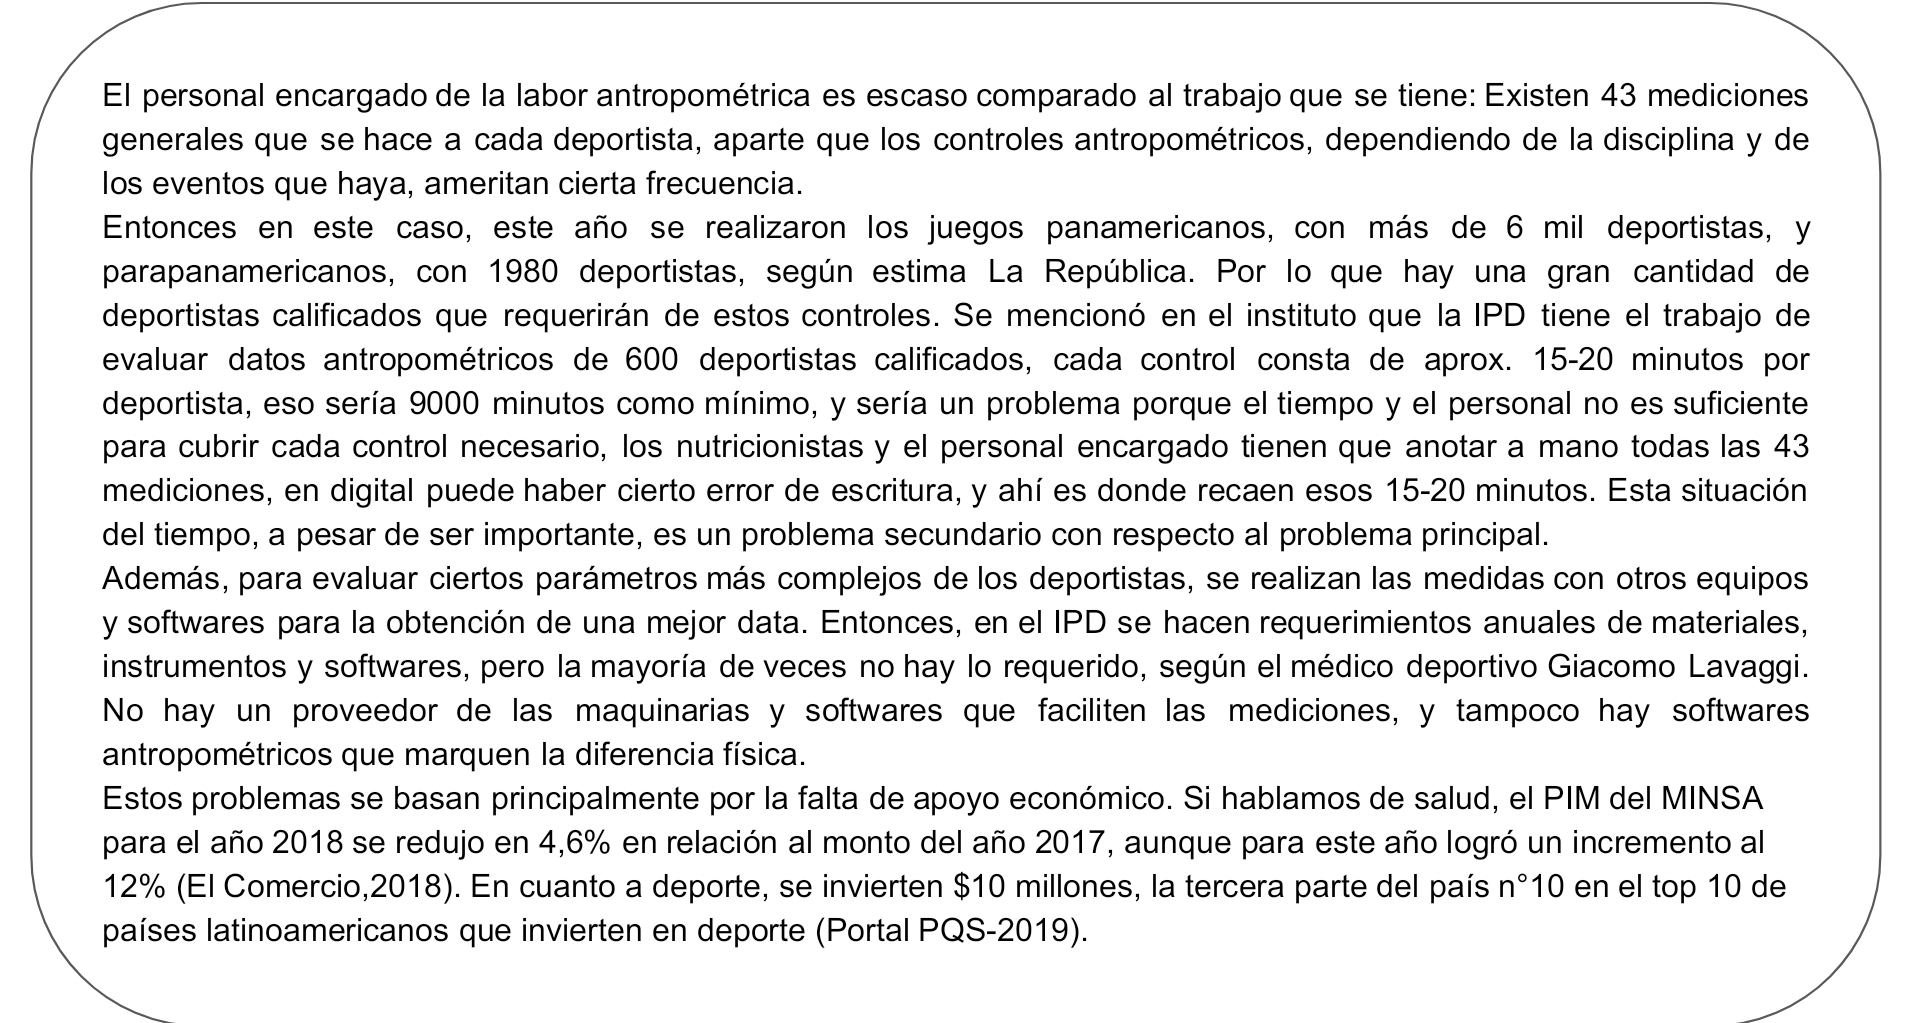 El personal encargado de la labor antropométrica es escaso comparado al trabajo que se tiene: Existen 43 mediciones
generales que se hace a cada deportista, aparte que los controles antropométricos, dependiendo de la disciplina y de
los eventos que haya, ameritan cierta frecuencia.
Entonces en este caso, este año se realizaron los juegos panamericanos, con más de 6 mil deportistas, y
parapanamericanos, con 1980 deportistas, según estima La República. Por lo que hay una gran cantidad de
deportistas calificados que requerirán de estos controles. Se mencionó en el instituto que la IPD tiene el trabajo de
evaluar datos antropométricos de 600 deportistas calificados, cada control consta de aprox. 15-20 minutos por
deportista, eso sería 9000 minutos como mínimo, y sería un problema porque el tiempo y el personal no es suficiente
para cubrir cada control necesario, los nutricionistas y el personal encargado tienen que anotar a mano todas las 43
mediciones, en digital puede haber cierto error de escritura, y ahí es donde recaen esos 15-20 minutos. Esta situación
del tiempo, a pesar de ser importante, es un problema secundario con respecto al problema principal.
Además, para evaluar ciertos parámetros más complejos de los deportistas, se realizan las medidas con otros equipos
y softwares para la obtención de una mejor data. Entonces, en el IPD se hacen requerimientos anuales de materiales,
instrumentos y softwares, pero la mayoría de veces no hay lo requerido, según el médico deportivo Giacomo Lavaggi.
No hay un proveedor de las maquinarias y softwares que faciliten las mediciones, y tampoco hay softwares
antropométricos que marquen la diferencia física.
Estos problemas se basan principalmente por la falta de apoyo económico. Si hablamos de salud, el PIM del MINSA
para el año 2018 se redujo en 4,6% en relación al monto del año 2017, aunque para este año logró un incremento al
12% (El Comercio,2018). En cuanto a deporte, se invierten $10 millones, la tercera parte del país n°10 en el top 10 de
países latinoamericanos que invierten en deporte (Portal PQS-2019).